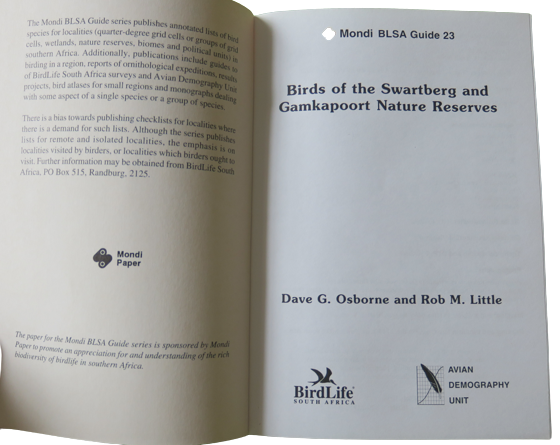 The Mondi BLSA Guide series publishes annotated lists of bird
species for localities (quarter-degree grid cells or groups of grid
cells, wetlands, nature reserves, biomes and political units) in
southern Africa. Additionally, publications include guides to
birding in a region, reports of ornithological expeditions, results
of BirdLife South Africa surveys and Avian Demography Unit
projects, bird atlases for small regions and monographs dealing
with some aspect of a single species or a group of species.
There is a bias towards publishing checklists for localities where
there is a demand for such lists. Although the series publishes
lists for remote and isolated localities, the emphasis is on
localities visited by birders, or localities which birders ought to
visit. Further information may be obtained from BirdLife South
Africa, PO Box 515, Randburg, 2125.
Mondi
Paper
The paper for the Mondi BLSA Guide series is sponsored by Mondi
Paper to promote an appreciation for and understanding of the rich
biodiversity of birdlife in southern Africa.
Mondi BLSA Guide 23
Birds of the Swartberg and
Gamkapoort Nature Reserves
Dave G. Osborne and Rob M. Little
BirdLife
SOUTH AFRICA
AVIAN
DEMOGRAPHY
UNIT